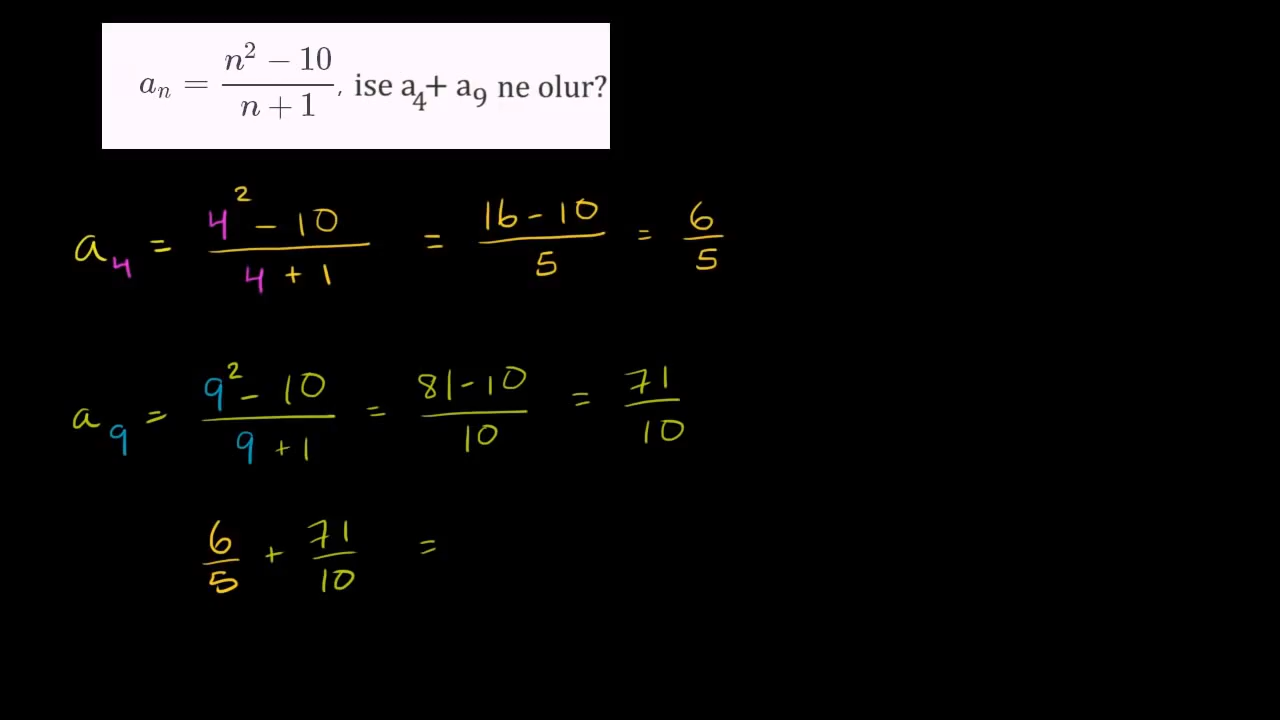 aₙ = (n² − 10)/(n + 1), ise a₄+ a₉ ne olur?
a₄ = (4² − 10)/(4 + 1) = (16 − 10)/5 = 6/5
a₉ = (9² − 10)/(9 + 1) = (81 − 10)/10 = 71/10
6/5 + 71/10 =